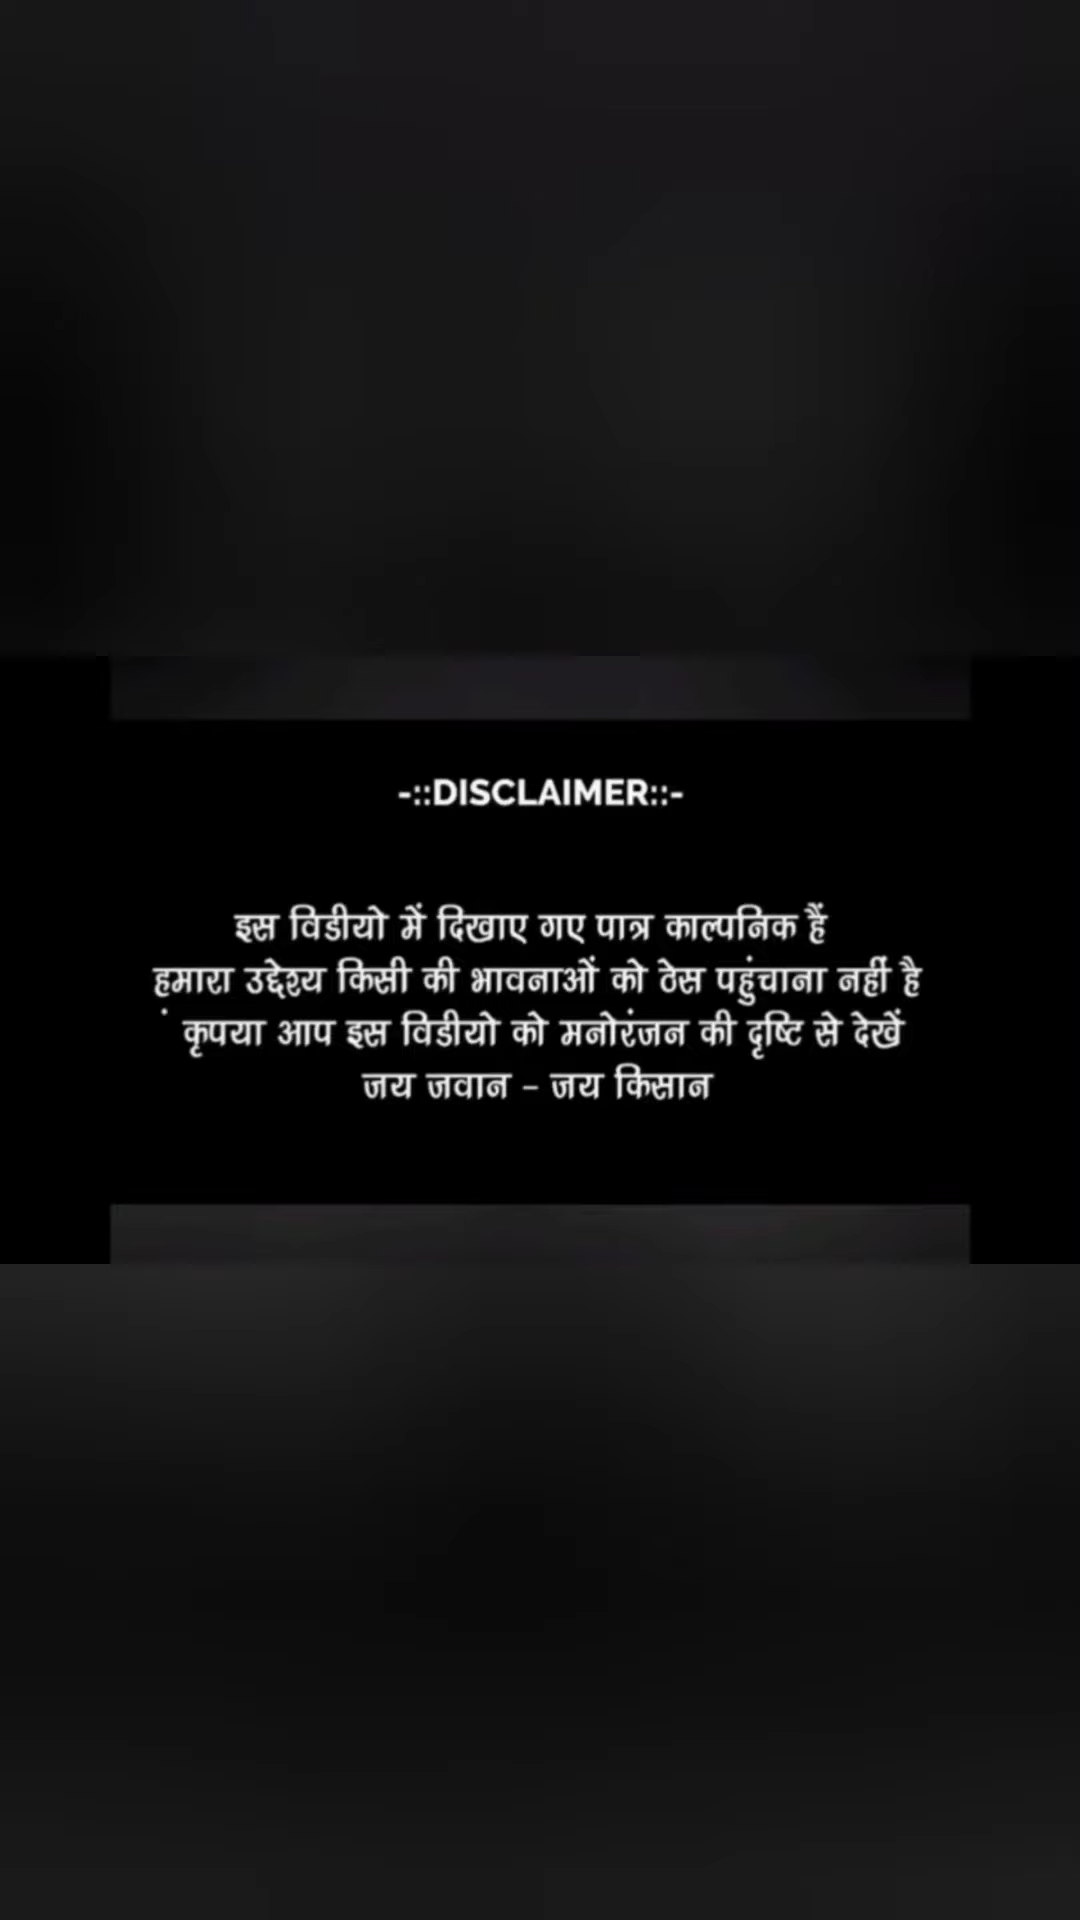 -::DISCLAIMER::-
इस विडीयो में दिखाए गए पात्र काल्पनिक हैं
हमारा उद्देश्य किसी की भावनाओं को ठेस पहुंचाना नहीं है
कृपया आप इस विडीयो को मनोरंजन की दृष्टि से देखें
जय जवान - जय किसान